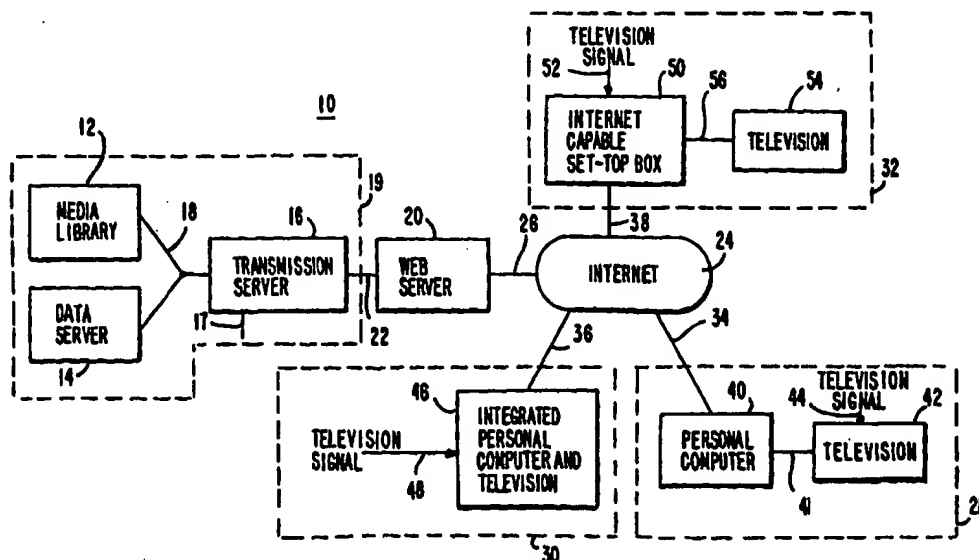 TELEVISION
SIGNAL
52
50
56
54
INTERNET
CAPABLE
SET-TOP BOX
TELEVISION
32
10
12
MEDIA
LIBRARY
18
19
16
TRANSMISSION
SERVER
17
DATA
SERVER
14
20
WEB
SERVER
22
26
38
INTERNET
24
36
34
46
TELEVISION
SIGNAL
48
INTEGRATED
PERSONAL
COMPUTER AND
TELEVISION
30
40
PERSONAL
COMPUTER
41
TELEVISION
SIGNAL
44
42
TELEVISION